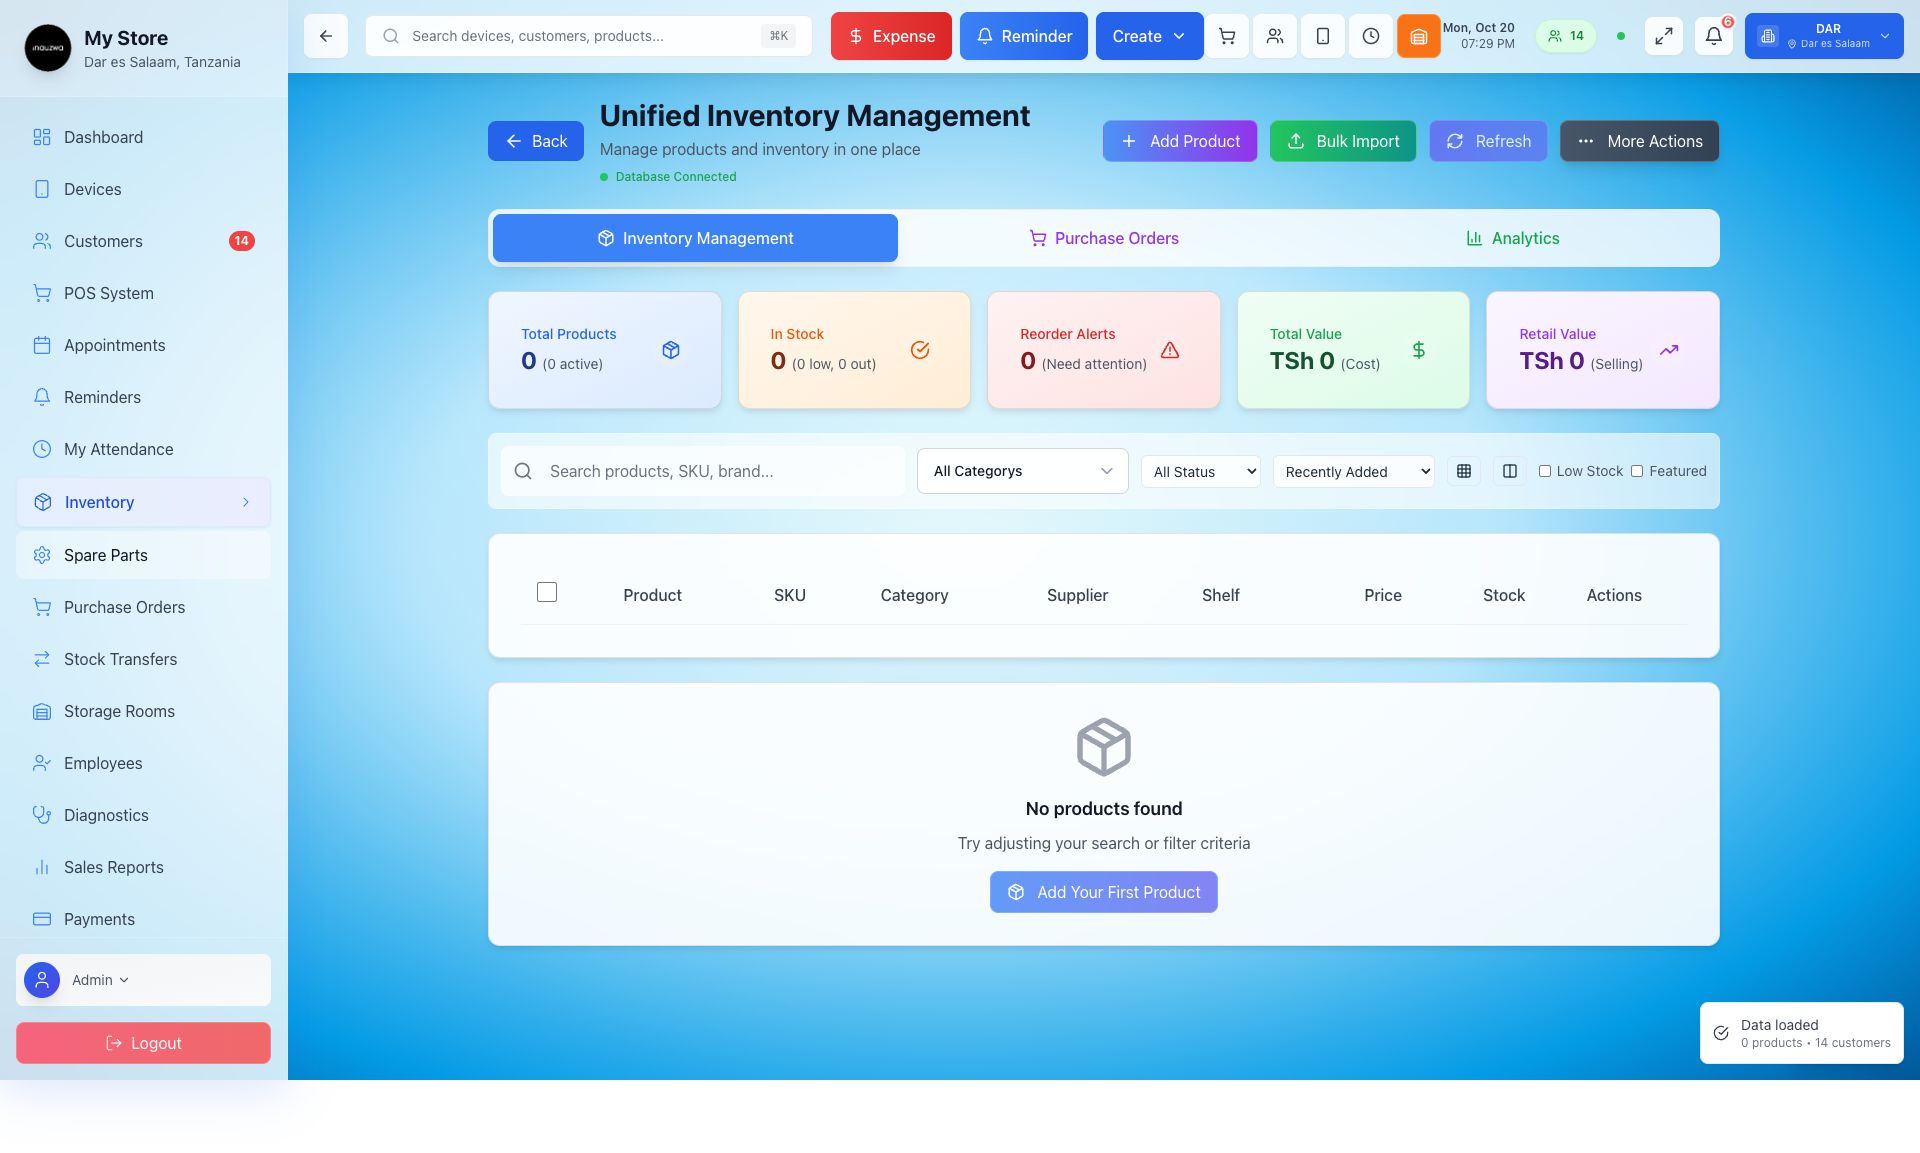 inauzwa
My Store
Dar es Salaam, Tanzania
Dashboard
Devices
Customers
14
POS System
Appointments
Reminders
My Attendance
Inventory
Spare Parts
Purchase Orders
Stock Transfers
Storage Rooms
Employees
Diagnostics
Sales Reports
Payments
Admin
Logout
Search devices, customers, products...
⌘K
Expense
Reminder
Create
Mon, Oct 20
07:29 PM
14
6
DAR
Dar es Salaam
Back
Unified Inventory Management
Manage products and inventory in one place
Database Connected
Add Product
Bulk Import
Refresh
More Actions
Inventory Management
Purchase Orders
Analytics
Total Products
0 (0 active)
In Stock
0 (0 low, 0 out)
Reorder Alerts
0 (Need attention)
Total Value
TSh 0 (Cost)
Retail Value
TSh 0 (Selling)
Search products, SKU, brand...
All Categorys
All Status
Recently Added
Low Stock
Featured
Product
SKU
Category
Supplier
Shelf
Price
Stock
Actions
No products found
Try adjusting your search or filter criteria
Add Your First Product
Data loaded
0 products • 14 customers